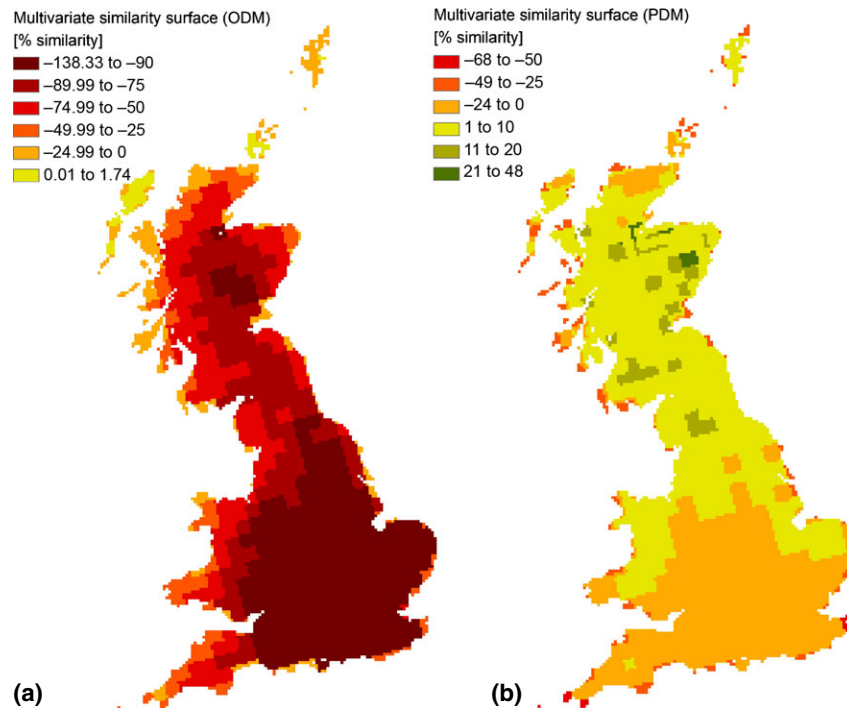 Multivariate similarity surface (ODM)
[% similarity]
–138.33 to –90
–89.99 to –75
–74.99 to –50
–49.99 to –25
–24.99 to 0
0.01 to 1.74
(a)
Multivariate similarity surface (PDM)
[% similarity]
–68 to –50
–49 to –25
–24 to 0
1 to 10
11 to 20
21 to 48
(b)